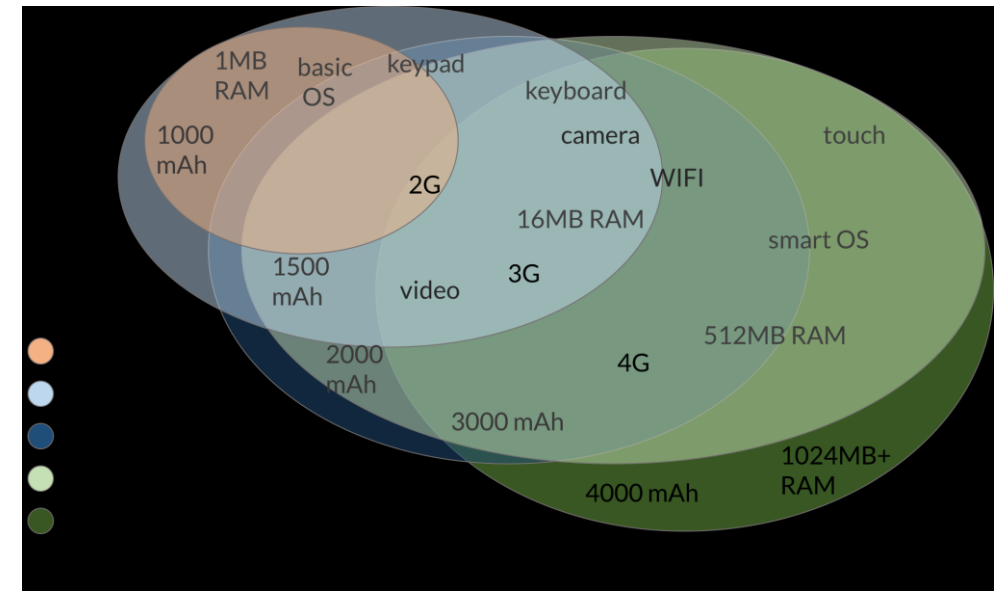 1MB
RAM
basic
OS
keypad
keyboard
1000
mAh
camera
touch
2G
WIFI
16MB RAM
smart OS
1500
mAh
video
3G
512MB RAM
2000
mAh
4G
3000 mAh
1024MB+
RAM
4000 mAh